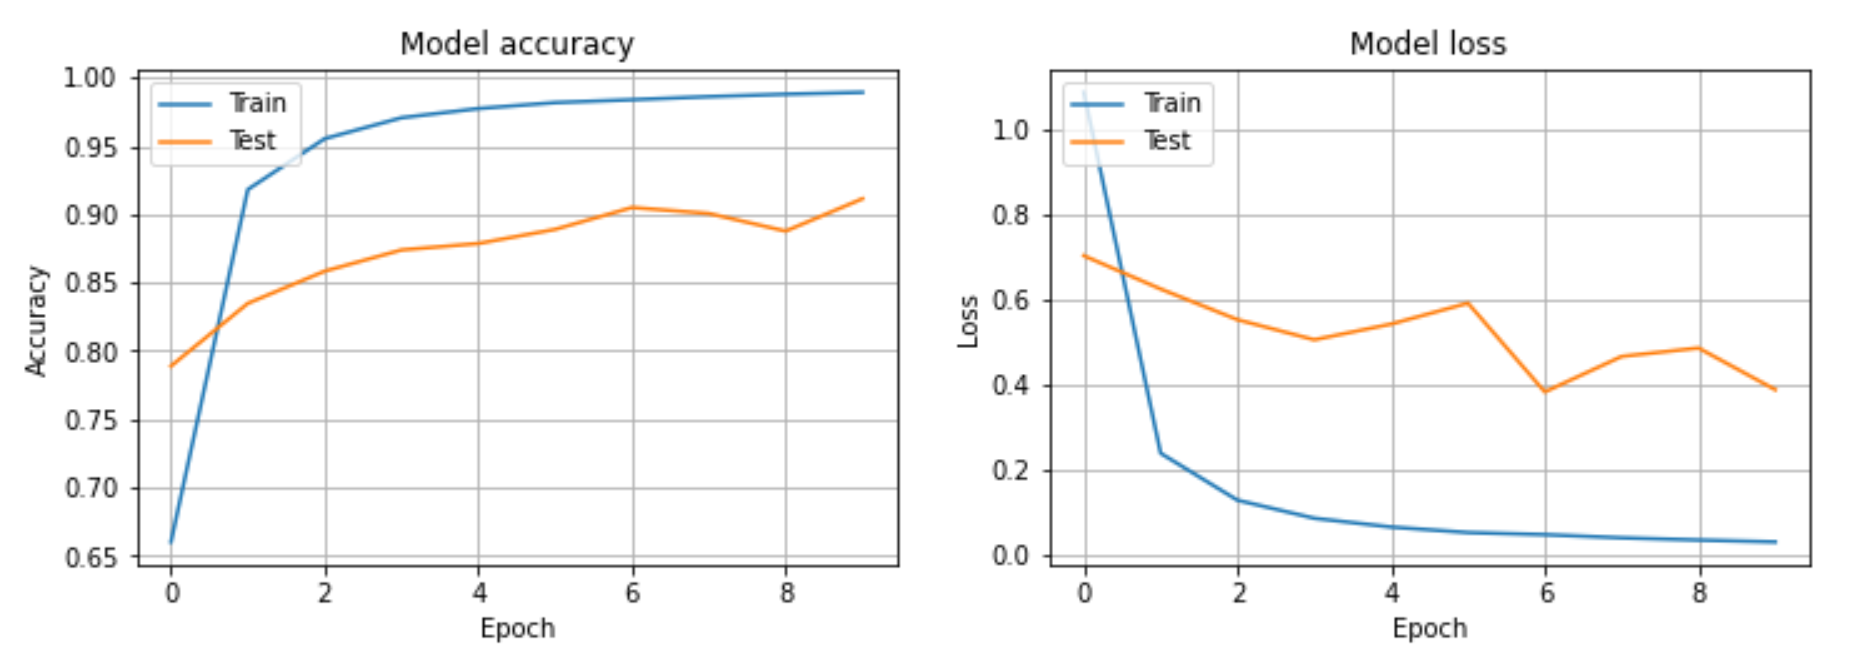 Model accuracy
1.00
0.95
0.90
0.85
0.80
0.75
0.70
0.65
Accuracy
Train
Test
0 2 4 6 8
Epoch
Model loss
1.0
0.8
0.6
0.4
0.2
0.0
Loss
Train
Test
0 2 4 6 8
Epoch